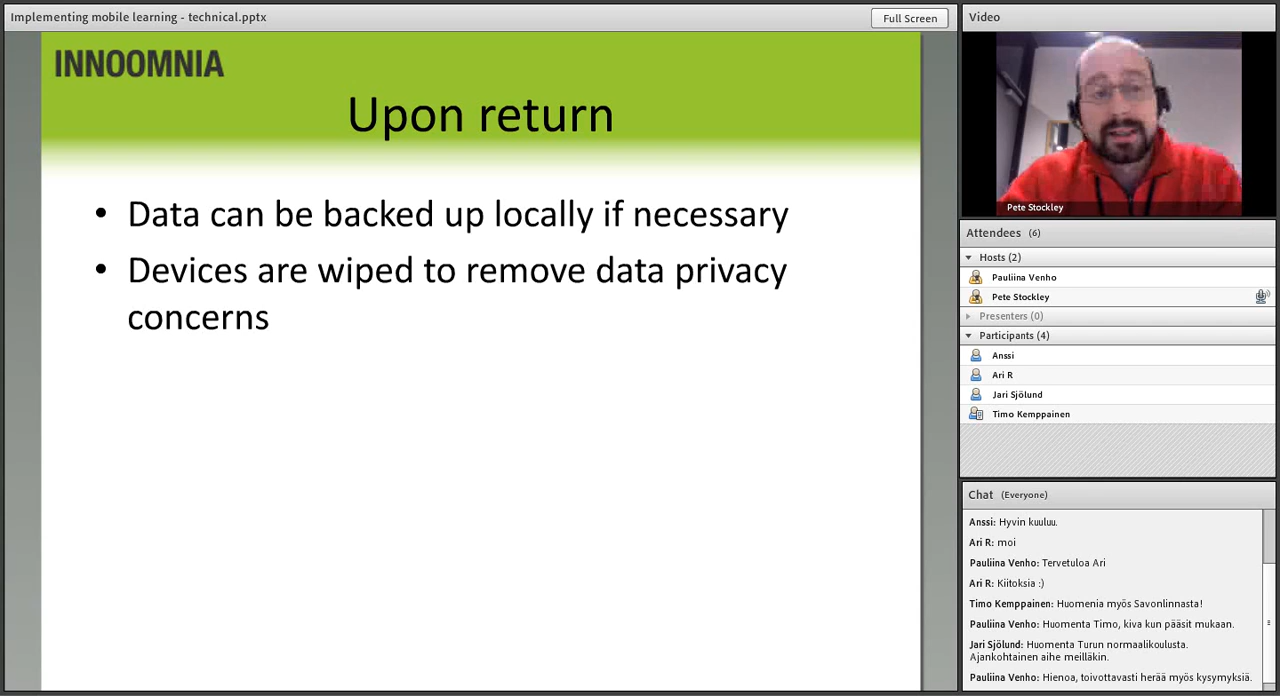 Implementing mobile learning - technical.pptx
Full Screen
INNOOMNIA
Upon return
• Data can be backed up locally if necessary
• Devices are wiped to remove data privacy
concerns
Video
Pete Stockley
Attendees (6)
Hosts (2)
Pauliina Venho
Pete Stockley
Presenters (0)
Participants (4)
Anssi
Ari R
Jari Sjölund
Timo Kemppainen
Chat (Everyone)
Anssi: Hyvin kuuluu.
Ari R: moi
Pauliina Venho: Tervetuloa Ari
Ari R: Kiitoksia :)
Timo Kemppainen: Huomenia myös Savonlinnasta!
Pauliina Venho: Huomenta Timo, kiva kun pääsit mukaan.
Jari Sjölund: Huomenta Turun normaalikoulusta.
Ajankohtainen aihe meilläkin.
Pauliina Venho: Hienoa, toivottavasti herää myös kysymyksiä.